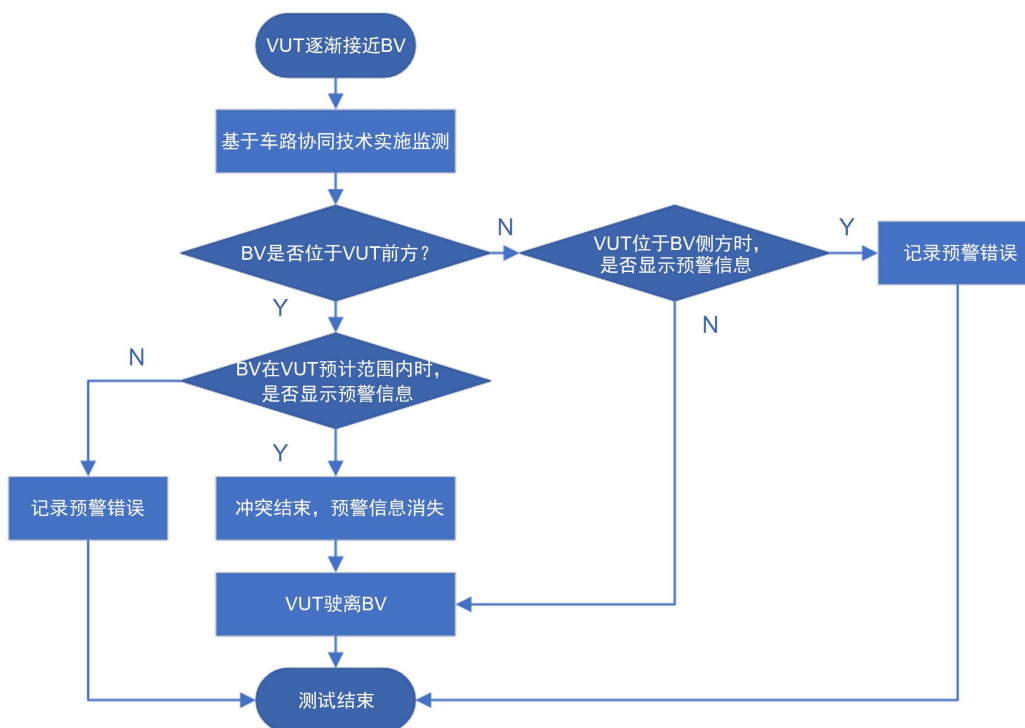 VUT逐渐接近BV
基于车路协同技术实施监测
BV是否位于VUT前方？
N
VUT位于BV侧方时，
是否显示预警信息
Y
记录预警错误
Y
N
N
BV在VUT预计范围内时，
是否显示预警信息
Y
记录预警错误
冲突结束，预警信息消失
VUT驶离BV
测试结束